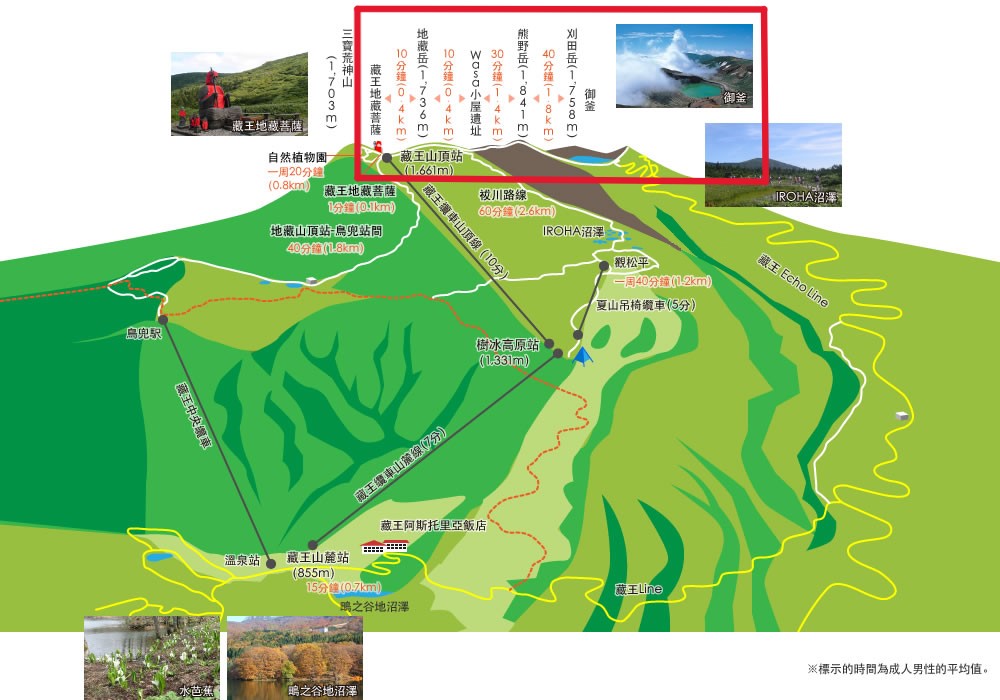 三寶荒神山
(1,703m)
藏王地藏菩薩
10分鐘(0.4km)
地藏岳(1,736m)
10分鐘(0.4km)
Wasa小屋遺址
30分鐘(1.4km)
熊野岳(1,841m)
40分鐘(1.8km)
刈田岳(1,758m)
御釜
御釜
藏王地藏菩薩
IROHA沼澤
自然植物園
一周20分鐘
(0.8km)
藏王山頂站
(1.661m)
藏王地藏菩薩
1分鐘(0.1km)
地藏山頂站-鳥兜站間
40分鐘(1.8km)
藏王纜車山頂線(10分)
祓川路線
60分鐘(2.6km)
IROHA沼澤
觀松平
一周40分鐘(1.2km)
夏山吊椅纜車(5分)
藏王 Echo Line
鳥兜駅
樹冰高原站
(1.331m)
藏王中央纜車
藏王纜車山麓線(7分)
藏王阿斯托里亞飯店
溫泉站
藏王山麓站
(855m)
15分鐘(0.7km)
鴫之谷地沼澤
藏王Line
水芭蕉
鴫之谷地沼澤
※標示的時間為成人男性的平均值。